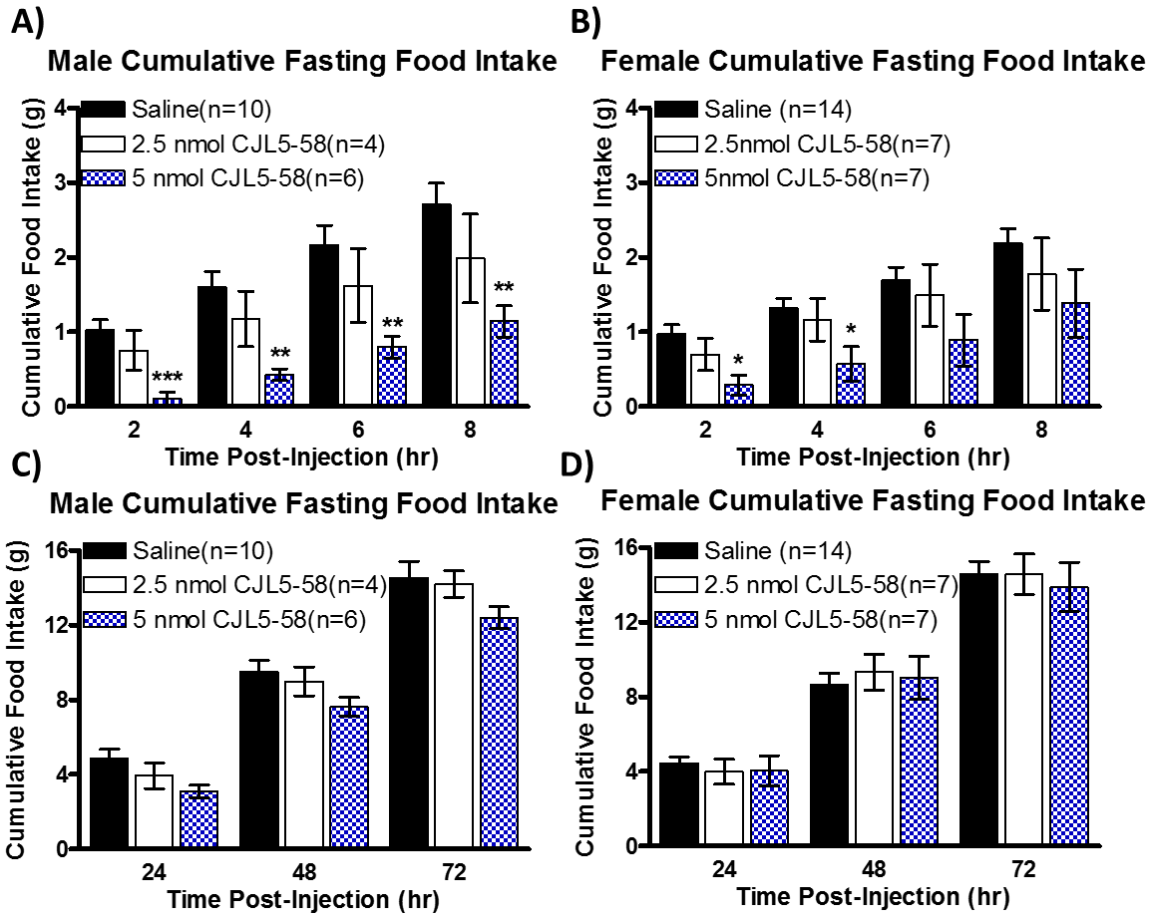 A)
Male Cumulative Fasting Food Intake
Cumulative Food Intake (g)
4
3
2
1
0
Saline(n=10)
2.5 nmol CJL5-58(n=4)
5 nmol CJL5-58(n=6)
***
**
**
**
2 4 6 8
Time Post-Injection (hr)
B)
Female Cumulative Fasting Food Intake
Cumulative Food Intake (g)
4
3
2
1
0
Saline (n=14)
2.5nmol CJL5-58(n=7)
5nmol CJL5-58(n=7)
*
*
2 4 6 8
Time Post-Injection (hr)
C)
Male Cumulative Fasting Food Intake
Cumulative Food Intake (g)
16
12
8
4
0
Saline(n=10)
2.5 nmol CJL5-58(n=4)
5 nmol CJL5-58(n=6)
24 48 72
Time Post-Injection (hr)
D)
Female Cumulative Fasting Food Intake
Cumulative Food Intake (g)
16
12
8
4
0
Saline (n=14)
2.5 nmol CJL5-58(n=7)
5 nmol CJL5-58(n=7)
24 48 72
Time Post-Injection (hr)